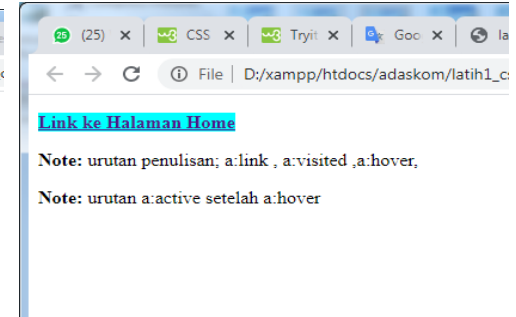 (25) CSS Tryit Goo la
File D:/xampp/htdocs/adaskom/latih1_cs
Link ke Halaman Home
Note: urutan penulisan; a:link , a:visited ,a:hover,
Note: urutan a:active setelah a:hover